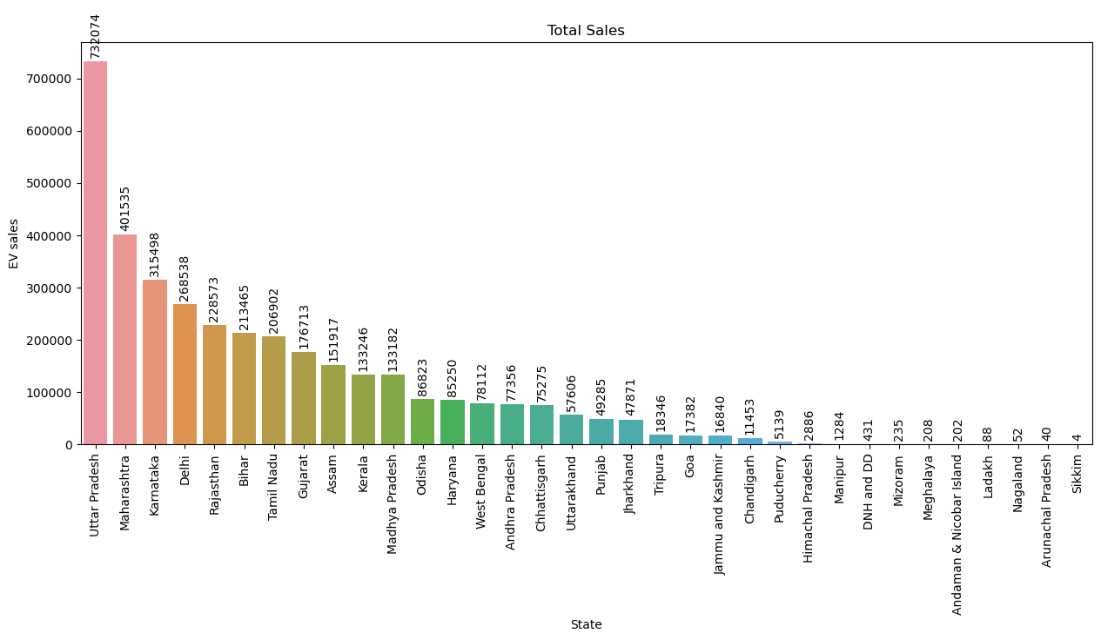 Total Sales
EV sales
700000
600000
500000
400000
300000
200000
100000
0
732074
401535
315498
268538
228573
213465
206902
176713
151917
133246
133182
86823
85250
78112
77356
75275
57606
49285
47871
18346
17382
16840
11453
5139
2886
1284
431
235
208
202
88
52
40
4
Uttar Pradesh
Maharashtra
Karnataka
Delhi
Rajasthan
Bihar
Tamil Nadu
Gujarat
Assam
Kerala
Madhya Pradesh
Odisha
Haryana
West Bengal
Andhra Pradesh
Chhattisgarh
Uttarakhand
Punjab
Jharkhand
Tripura
Goa
Jammu and Kashmir
Chandigarh
Puducherry
Himachal Pradesh
Manipur
DNH and DD
Mizoram
Meghalaya
Andaman & Nicobar Island
Ladakh
Nagaland
Arunachal Pradesh
Sikkim
State